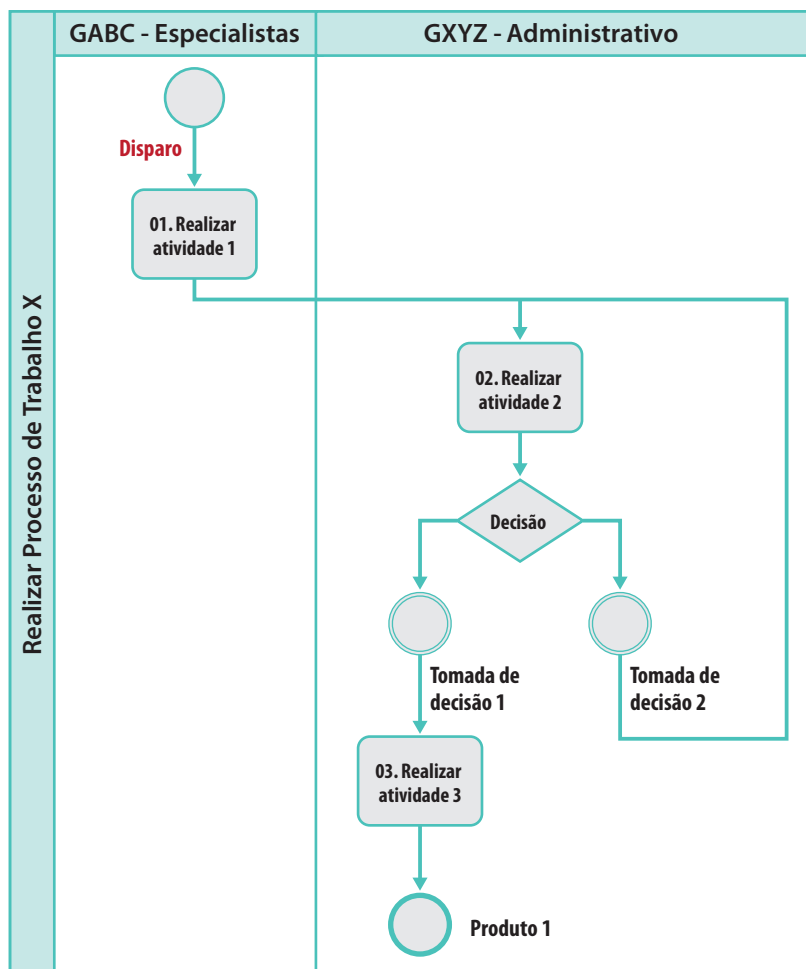 GABC - Especialistas
GXYZ - Administrativo
Realizar Processo de Trabalho X
Disparo
01. Realizar
atividade 1
02. Realizar
atividade 2
Decisão
Tomada de
decisão 1
Tomada de
decisão 2
03. Realizar
atividade 3
Produto 1